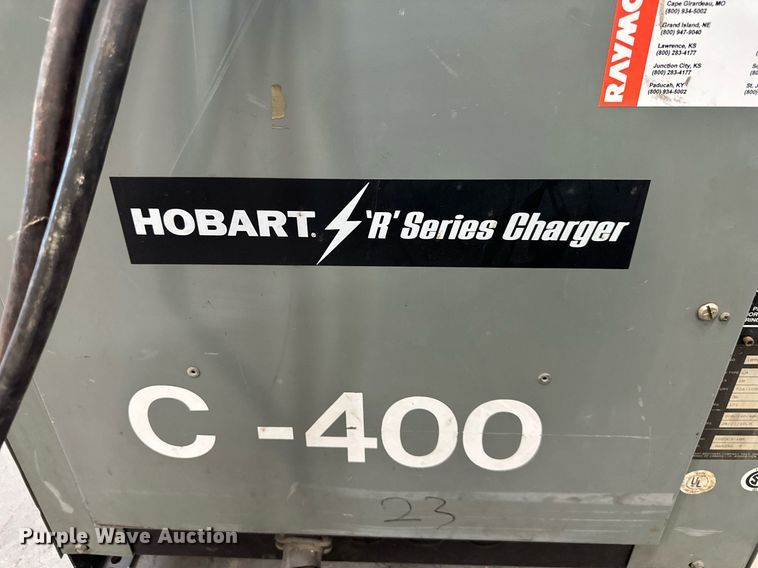 Cape Girardeau, MO
(800) 934-5002
Grand Island, NE
(800) 947-9040
Lawrence, KS
(800) 283-4177
Junction City, KS
(800) 283-4177
Paducah, KY
(800) 934-5002
RAYMO
HOBART. 'R' Series Charger
C -400
23
UL
Purple Wave Auction